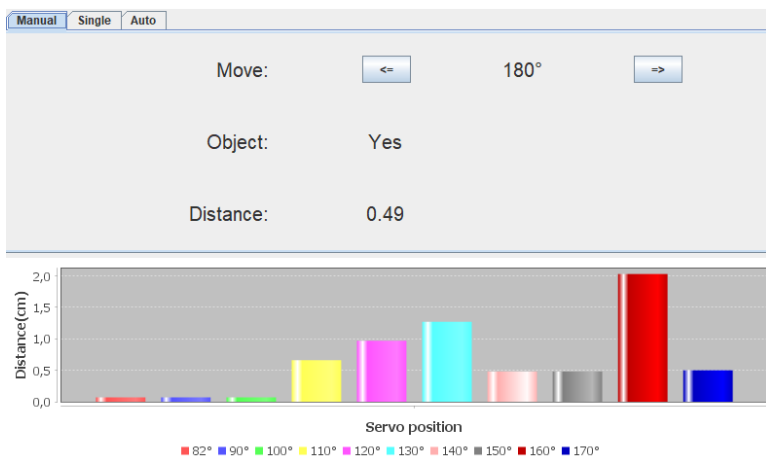 Manual Single Auto
Move: <= 180° =>
Object: Yes
Distance: 0.49
Distance(cm)
2,0
1,5
1,0
0,5
0,0
Servo position
82° 90° 100° 110° 120° 130° 140° 150° 160° 170°